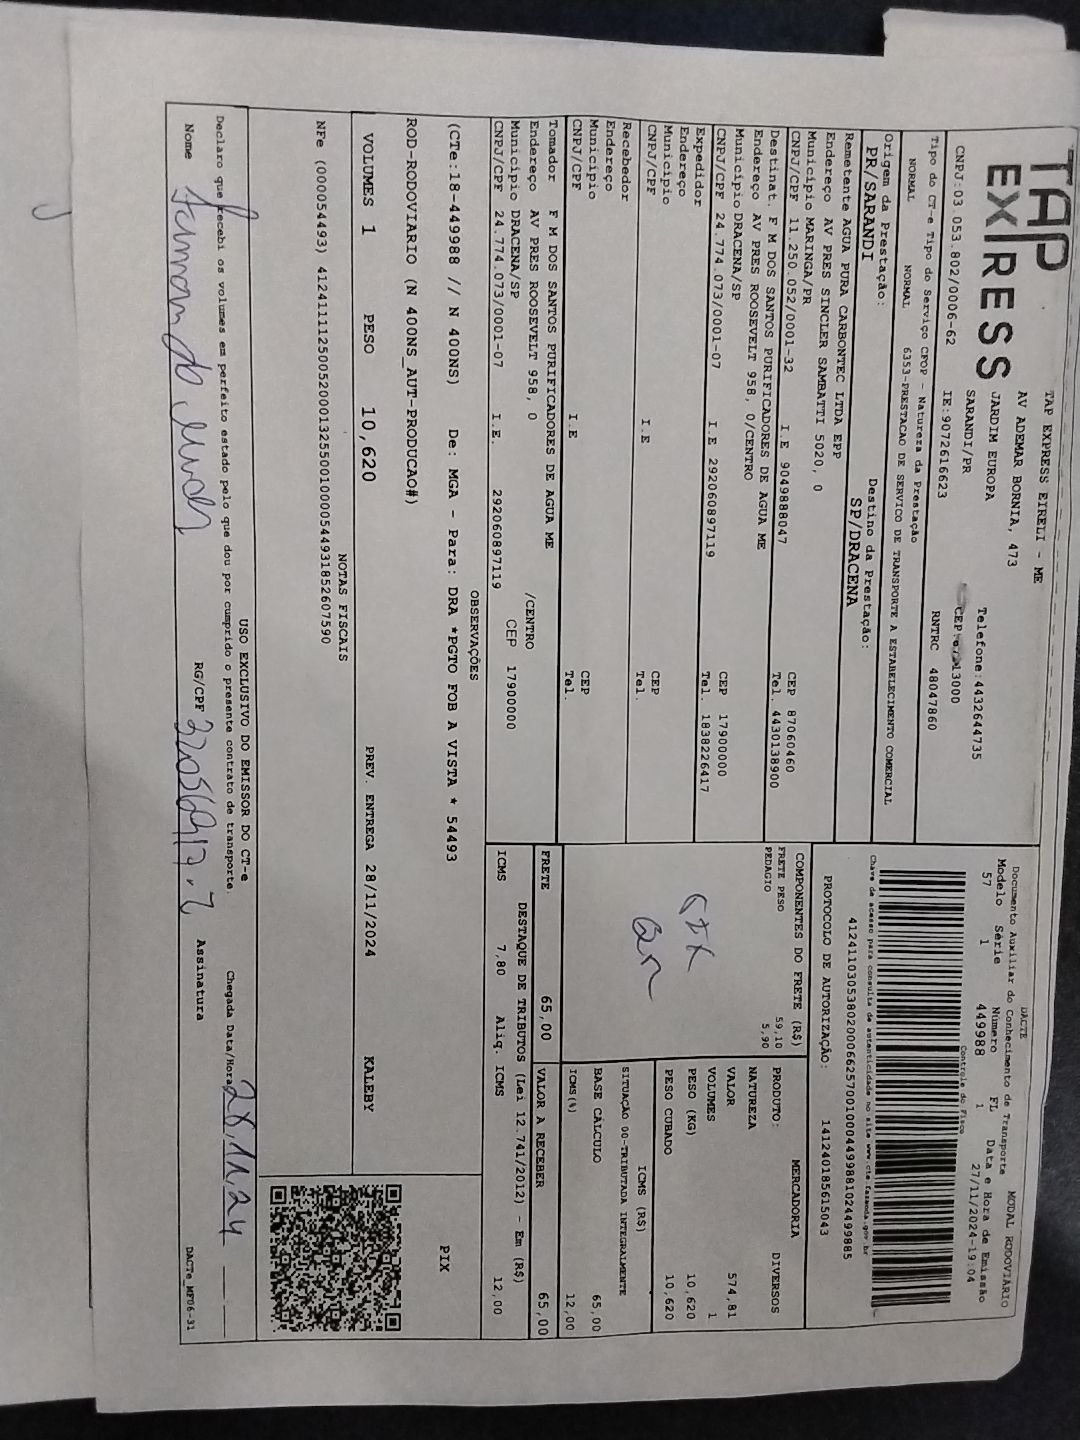 TAP
EXPRESS
TAP EXPRESS EIRELI - ME
AV ADEMAR BORNIA, 473
JARDIM EUROPA
SARANDI/PR
Telefone: 4432644735
CNPJ:03.053.802/0006-62
IE:9072616623
RNTRC 48047860
Tipo do CT-e Tipo do Serviço CFOP - Natureza da Prestação
NORMAL NORMAL 6353-PRESTACAO DE SERVICO DE TRANSPORTE A ESTABELECIMENTO COMERCIAL
Origem da Prestação: Destino da Prestação:
PR/SARANDI SP/DRACENA
Remetente AGUA PURA CARBONTEC LTDA EPP
Endereço AV PRES SINCLER SAMBATTI 5020, 0
Município MARINGA/PR CEP 87060460
CNPJ/CPF 11.250.052/0001-32 I.E 9049888047 Tel. 4430138900
Destinat. F M DOS SANTOS PURIFICADORES DE AGUA ME
Endereço AV PRES ROOSEVELT 958, 0/CENTRO
Município DRACENA/SP CEP 17900000
CNPJ/CPF 24.774.073/0001-07 I.E 292060897119 Tel. 1838226417
Expedidor
Endereço
Município CEP
CNPJ/CPF I.E Tel.
Recebedor
Endereço
Município CEP
CNPJ/CPF I.E Tel.
Tomador F M DOS SANTOS PURIFICADORES DE AGUA ME
Endereço AV PRES ROOSEVELT 958, 0 /CENTRO
Município DRACENA/SP CEP 17900000
CNPJ/CPF 24.774.073/0001-07 I.E. 292060897119
DACTE MODAL RODOVIÁRIO
Documento Auxiliar do Conhecimento de Transporte
Modelo Série Número FL Data e Hora de Emissão
57 1 449988 1 27/11/2024-19:04
Controle do Fisco
Chave de acesso para consulta de autenticidade no site www.cte.fazenda.gov.br
41241103053802000662570010004499881024499885
PROTOCOLO DE AUTORIZAÇÃO: 141240185615043
COMPONENTES DO FRETE (R$)
FRETE PESO 59,10
PEDAGIO 5,90
MERCADORIA
PRODUTO: DIVERSOS
NATUREZA
VALOR 574,81
VOLUMES 1
PESO (KG) 10,620
PESO CUBADO 10,620
ICMS (R$)
SITUAÇÃO 00-TRIBUTADA INTEGRALMENTE
BASE CÁLCULO 65,00
ICMS(%) 12,00
FRETE 65,00 VALOR A RECEBER 65,00
DESTAQUE DE TRIBUTOS (Lei 12.741/2012) - Em (R$)
ICMS 7,80 Aliq. ICMS 12,00
OBSERVAÇÕES
(CTe:18-449988 // N 400NS) De: MGA - Para: DRA *PGTO FOB A VISTA * 54493
ROD-RODOVIARIO (N 400NS_AUT-PRODUCAO#)
PIX
VOLUMES 1 PESO 10,620 PREV. ENTREGA 28/11/2024 KALEBY
NOTAS FISCAIS
NFe (000054493) 41241111250052000132550010000544931852607590
USO EXCLUSIVO DO EMISSOR DO CT-e
Declaro que recebi os volumes em perfeito estado pelo que dou por cumprido o presente contrato de transporte. Chegada Data/Hora 28.11.24
Nome RG/CPF Assinatura
DACTe_MF06-31